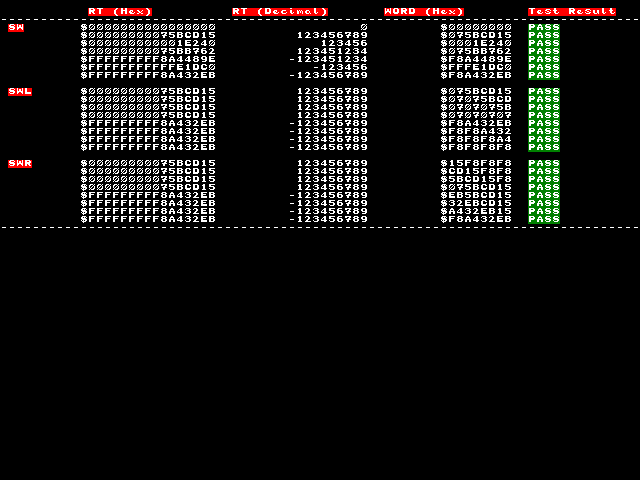 RT (Hex) RT (Decimal) WORD (Hex) Test Result
--------------------------------------------------------------------------------
SW $0000000000000000 0 $00000000 PASS
$00000000075BCD15 123456789 $075BCD15 PASS
$000000000001E240 123456 $0001E240 PASS
$00000000075BB762 123451234 $075BB762 PASS
$FFFFFFFFF8A4489E -123451234 $F8A4489E PASS
$FFFFFFFFFFFE1DC0 -123456 $FFFE1DC0 PASS
$FFFFFFFFF8A432EB -123456789 $F8A432EB PASS
SWL $00000000075BCD15 123456789 $075BCD15 PASS
$00000000075BCD15 123456789 $07075BCD PASS
$00000000075BCD15 123456789 $0707075B PASS
$00000000075BCD15 123456789 $07070707 PASS
$FFFFFFFFF8A432EB -123456789 $F8A432EB PASS
$FFFFFFFFF8A432EB -123456789 $F8F8A432 PASS
$FFFFFFFFF8A432EB -123456789 $F8F8F8A4 PASS
$FFFFFFFFF8A432EB -123456789 $F8F8F8F8 PASS
SWR $00000000075BCD15 123456789 $15F8F8F8 PASS
$00000000075BCD15 123456789 $CD15F8F8 PASS
$00000000075BCD15 123456789 $5BCD15F8 PASS
$00000000075BCD15 123456789 $075BCD15 PASS
$FFFFFFFFF8A432EB -123456789 $EB5BCD15 PASS
$FFFFFFFFF8A432EB -123456789 $32EBCD15 PASS
$FFFFFFFFF8A432EB -123456789 $A432EB15 PASS
$FFFFFFFFF8A432EB -123456789 $F8A432EB PASS
--------------------------------------------------------------------------------